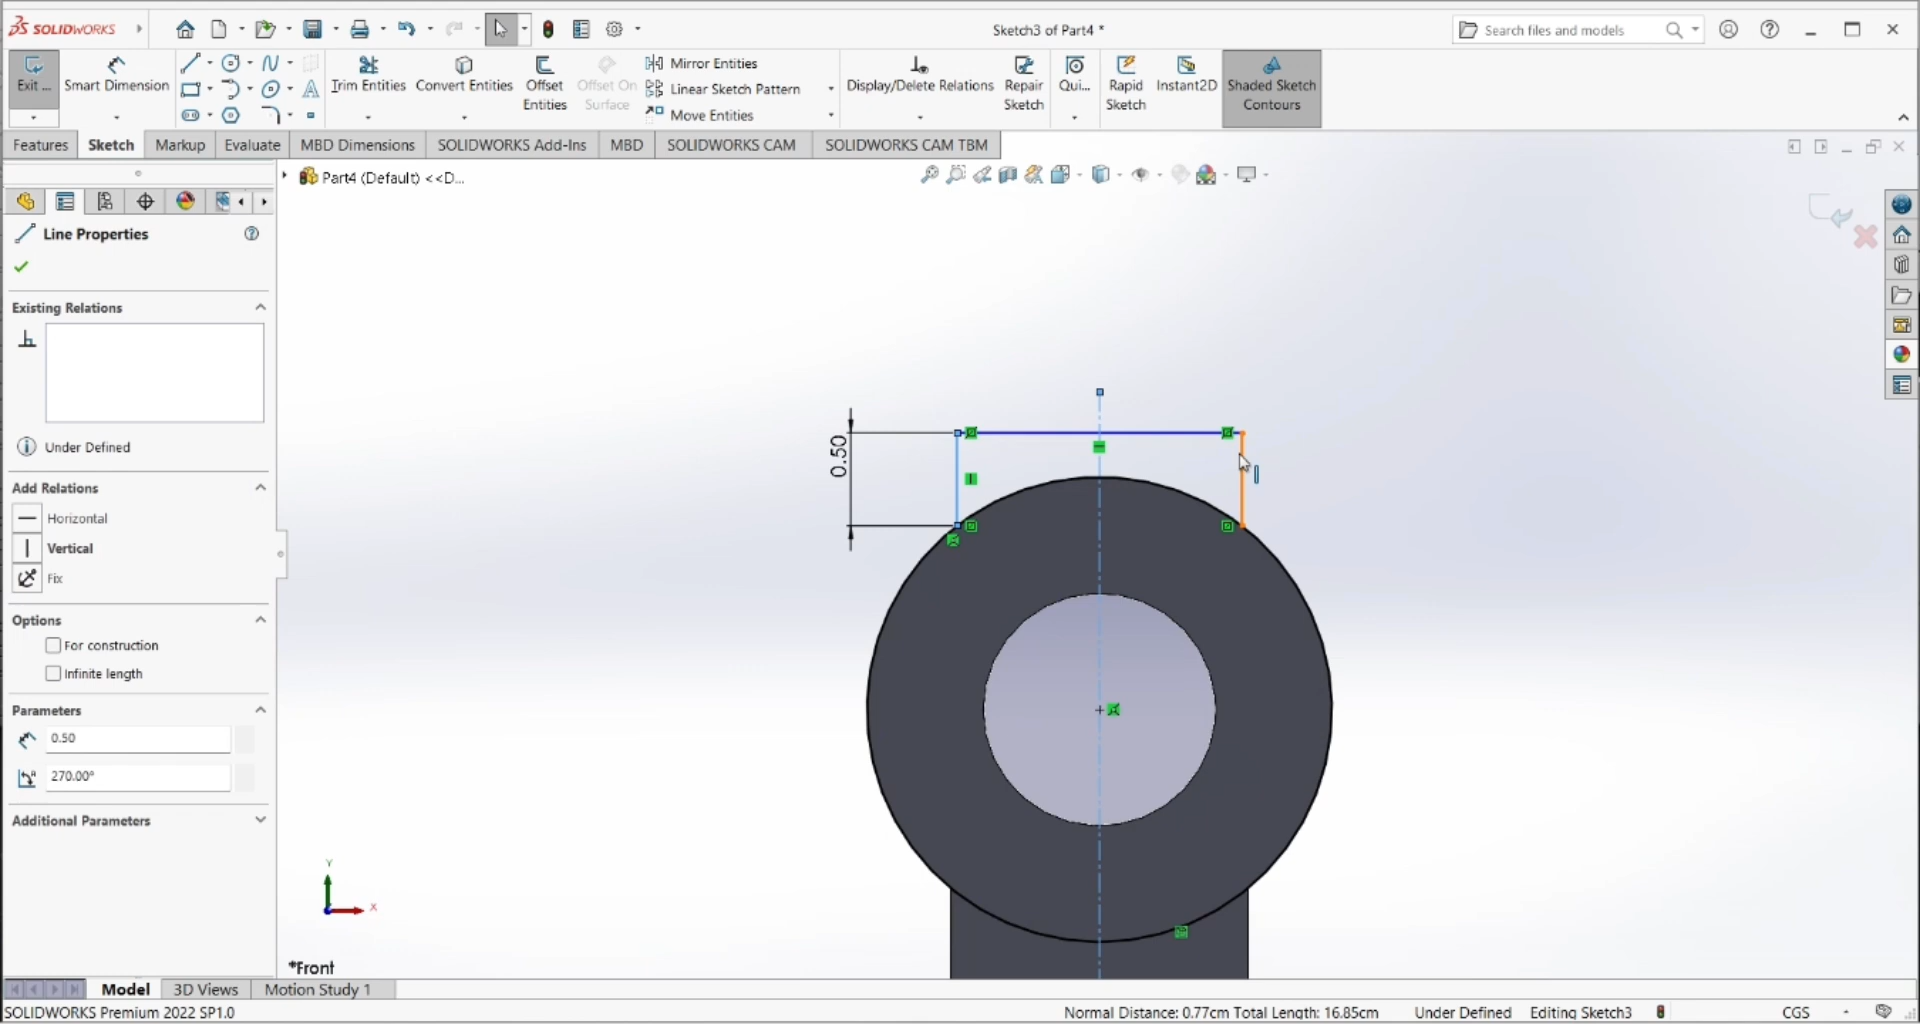 SOLIDWORKS
Sketch3 of Part4 *
Search files and models
Exit ...
Smart Dimension
Trim Entities
Convert Entities
Offset Entities
Offset On Surface
Mirror Entities
Linear Sketch Pattern
Move Entities
Display/Delete Relations
Repair Sketch
Qui...
Rapid Sketch
Instant2D
Shaded Sketch Contours
Features
Sketch
Markup
Evaluate
MBD Dimensions
SOLIDWORKS Add-Ins
MBD
SOLIDWORKS CAM
SOLIDWORKS CAM TBM
Part4 (Default) <<D...
Line Properties
Existing Relations
Under Defined
Add Relations
Horizontal
Vertical
Fix
Options
For construction
Infinite length
Parameters
0.50
270.00°
Additional Parameters
0.50
Y
X
*Front
Model
3D Views
Motion Study 1
SOLIDWORKS Premium 2022 SP1.0
Normal Distance: 0.77cm Total Length: 16.85cm
Under Defined
Editing Sketch3
CGS